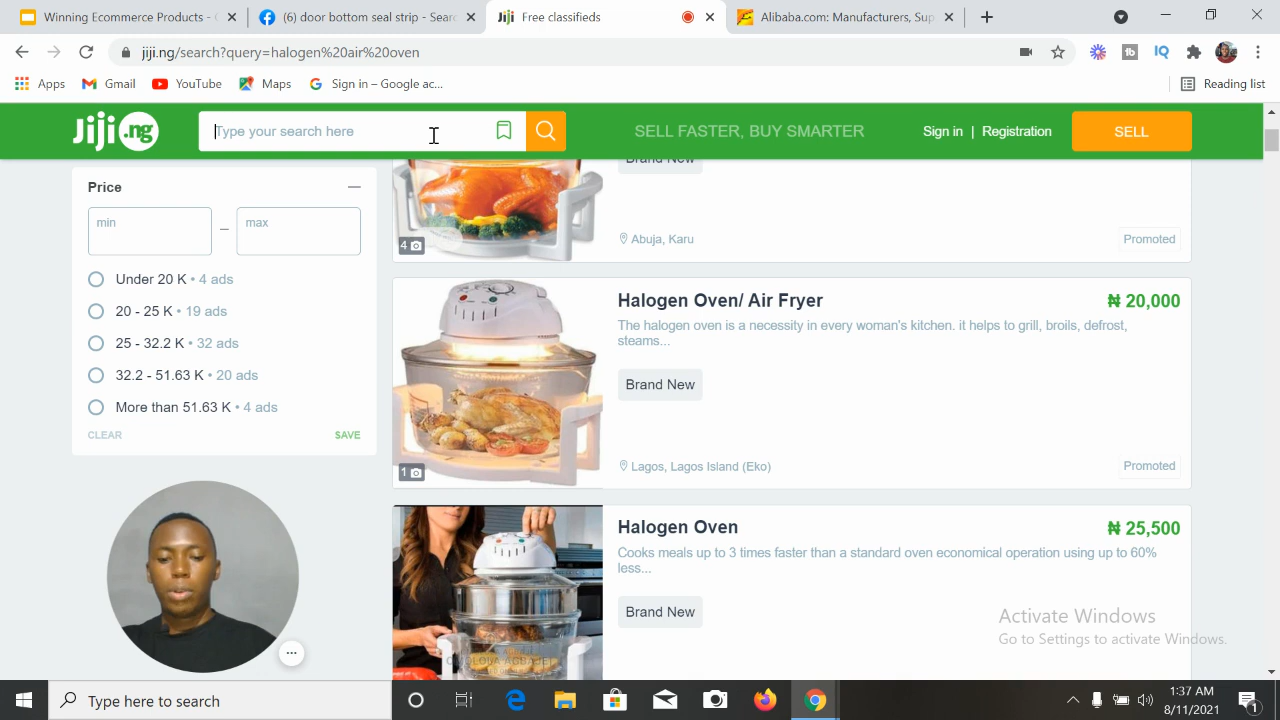 Winning Ecommerce Products -
(6) door bottom seal strip - Searc
Free classifieds
Alibaba.com: Manufacturers, Sup
jiji.ng/search?query=halogen%20air%20oven
Apps
Gmail
YouTube
Maps
Sign in – Google ac...
Reading list
Jiji .ng
Type your search here
SELL FASTER, BUY SMARTER
Sign in | Registration
SELL
Price
min
–
max
Under 20 K • 4 ads
20 - 25 K • 19 ads
25 - 32.2 K • 32 ads
32.2 - 51.63 K • 20 ads
More than 51.63 K • 4 ads
CLEAR
SAVE
Brand New
4
Abuja, Karu
Promoted
Halogen Oven/ Air Fryer
₦ 20,000
The halogen oven is a necessity in every woman's kitchen. it helps to grill, broils, defrost,
steams...
Brand New
1
Lagos, Lagos Island (Eko)
Promoted
Halogen Oven
₦ 25,500
Cooks meals up to 3 times faster than a standard oven economical operation using up to 60%
less...
Brand New
Activate Windows
Go to Settings to activate Windows.
Type here to search
1:37 AM
8/11/2021